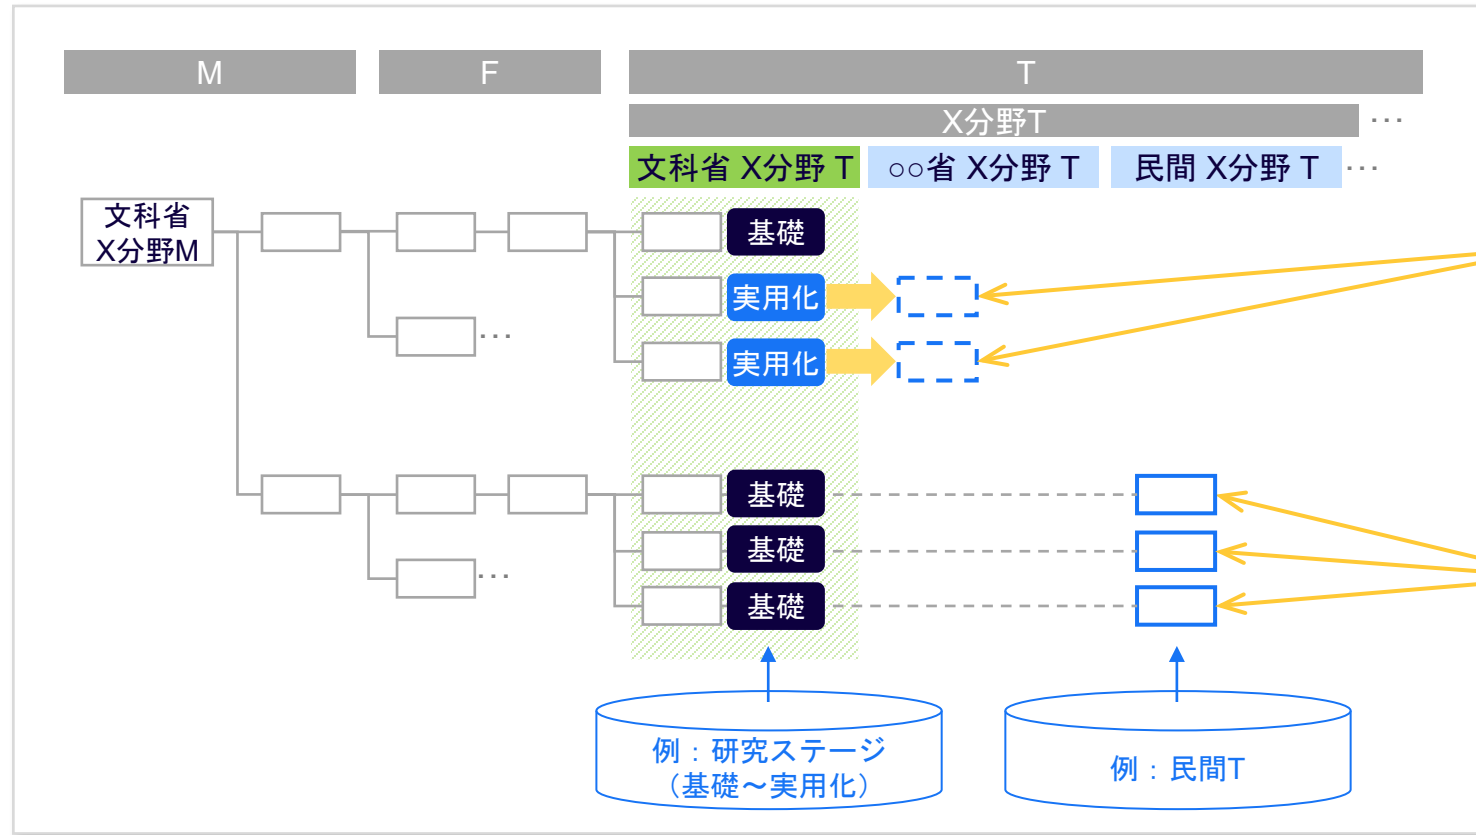 M
F
T
X分野T
…
文科省 X分野 T
○○省 X分野 T
民間 X分野 T
…
文科省
X分野M
基礎
実用化
…
実用化
基礎
基礎
…
基礎
例：研究ステージ
（基礎～実用化）
例：民間T